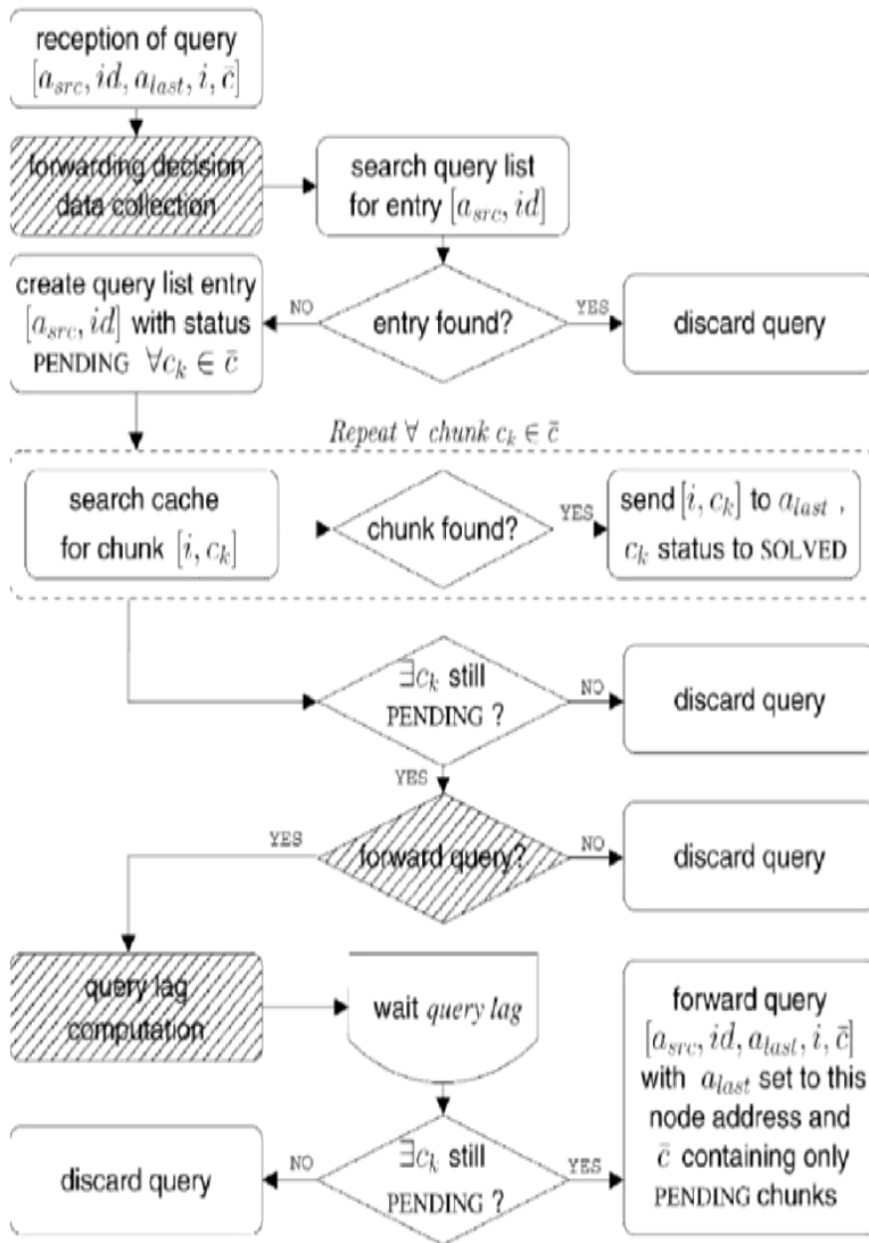 reception of query
[a_src, id, a_last, i, c̄]
forwarding decision
data collection
search query list
for entry [a_src, id]
create query list entry
[a_src, id] with status
PENDING ∀c_k ∈ c̄
NO
entry found?
YES
discard query
Repeat ∀ chunk c_k ∈ c̄
search cache
for chunk [i, c_k]
chunk found?
YES
send [i, c_k] to a_last ,
c_k status to SOLVED
∃c_k still
PENDING ?
NO
discard query
YES
YES
forward query?
NO
discard query
query lag
computation
wait query lag
forward query
[a_src, id, a_last, i, c̄]
with a_last set to this
node address and
c̄ containing only
PENDING chunks
discard query
NO
∃c_k still
PENDING ?
YES